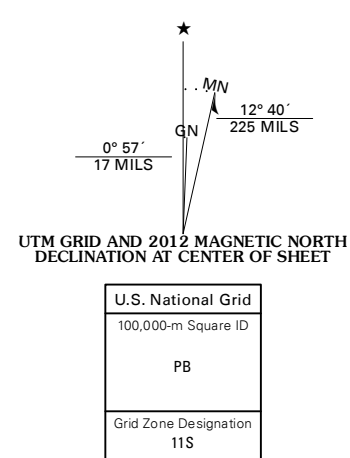 ★
MN
12° 40´
225 MILS
GN
0° 57´
17 MILS
UTM GRID AND 2012 MAGNETIC NORTH
DECLINATION AT CENTER OF SHEET
U.S. National Grid
100,000-m Square ID
PB
Grid Zone Designation
11S